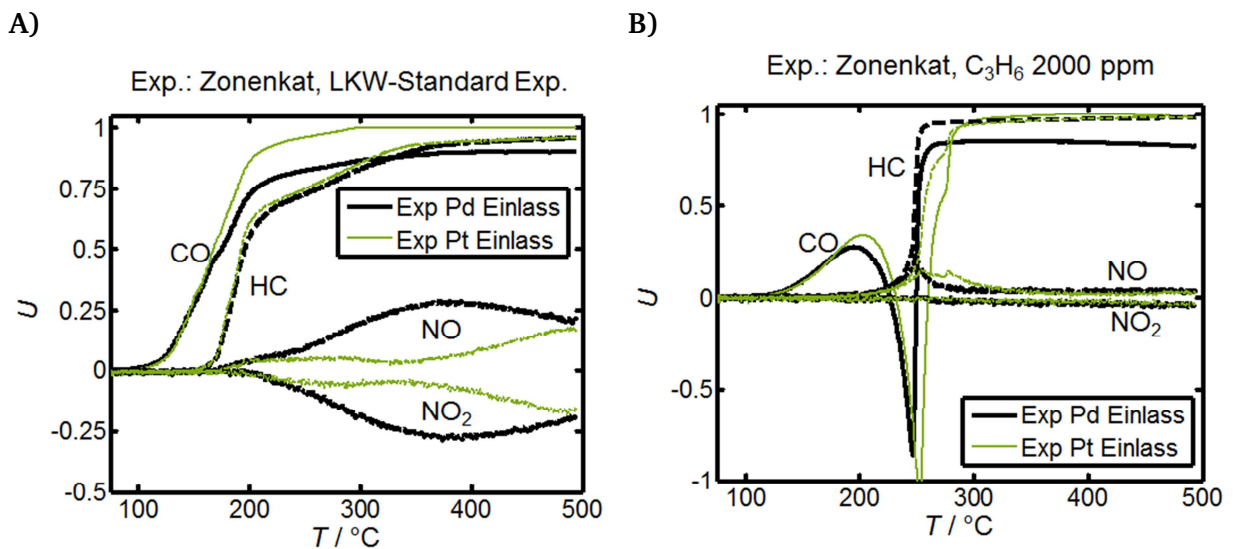 A)
Exp.: Zonenkat, LKW-Standard Exp.
1
0.75
0.5
0.25
0
-0.25
-0.5
U
CO
HC
NO
NO₂
Exp Pd Einlass
Exp Pt Einlass
100 200 300 400 500
T / °C
B)
Exp.: Zonenkat, C₃H₆ 2000 ppm
1
0.5
0
-0.5
-1
U
HC
CO
NO
NO₂
Exp Pd Einlass
Exp Pt Einlass
100 200 300 400 500
T / °C